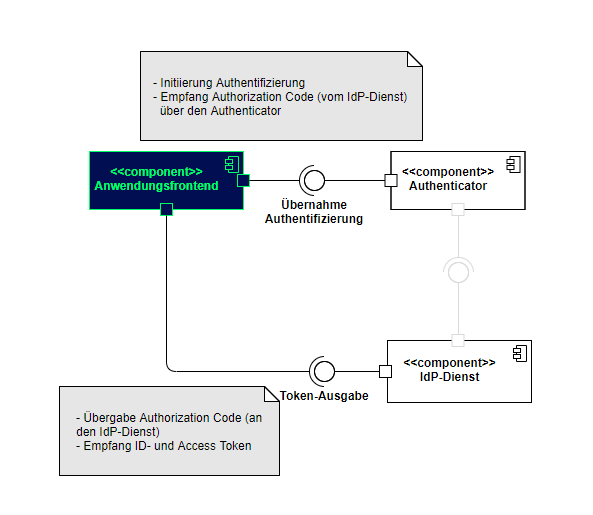 - Initiierung Authentifizierung
- Empfang Authorization Code (vom IdP-Dienst)
über den Authenticator
<<component>>
Anwendungsfrontend
<<component>>
Authenticator
Übernahme
Authentifizierung
<<component>>
IdP-Dienst
Token-Ausgabe
- Übergabe Authorization Code (an
den IdP-Dienst)
- Empfang ID- und Access Token